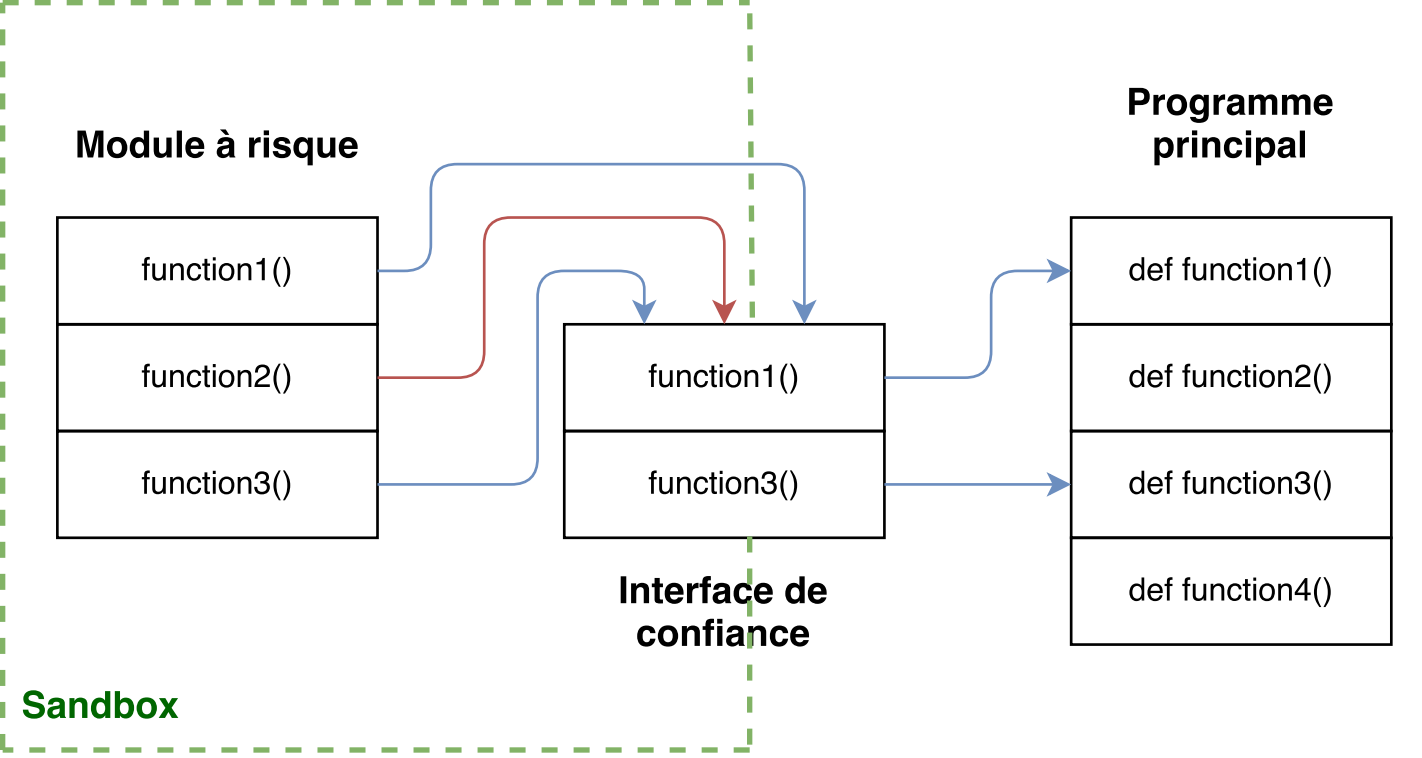 Module à risque
function1()
function2()
function3()
function1()
function3()
Interface de
confiance
Programme
principal
def function1()
def function2()
def function3()
def function4()
Sandbox